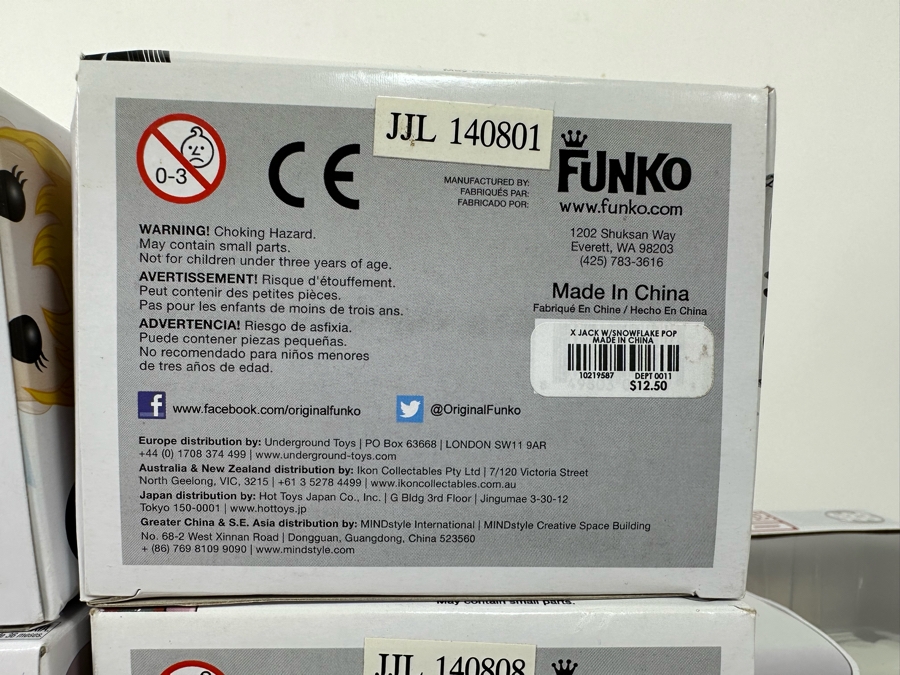 JJL 140801
0-3
CE
MANUFACTURED BY:
FABRIQUÉS PAR:
FABRICADO POR:
FUNKO
www.funko.com
1202 Shuksan Way
Everett, WA 98203
(425) 783-3616
WARNING! Choking Hazard.
May contain small parts.
Not for children under three years of age.
AVERTISSEMENT! Risque d'étouffement.
Peut contenir des petites pièces.
Pas pour les enfants de moins de trois ans.
ADVERTENCIA! Riesgo de asfixia.
Puede contener piezas pequeñas.
No recomendado para niños menores
de tres años de edad.
Made In China
Fabriqué En Chine / Hecho En China
X JACK W/SNOWFLAKE POP
MADE IN CHINA
10219587 DEPT 0011
$12.50
f www.facebook.com/originalfunko
@OriginalFunko
Europe distribution by: Underground Toys | PO Box 63668 | LONDON SW11 9AR
+44 (0) 1708 374 499 | www.underground-toys.com
Australia & New Zealand distribution by: Ikon Collectables Pty Ltd | 7/120 Victoria Street
North Geelong, VIC, 3215 | +61 3 5278 4499 | www.ikoncollectables.com.au
Japan distribution by: Hot Toys Japan Co., Inc. | G Bldg 3rd Floor | Jingumae 3-30-12
Tokyo 150-0001 | www.hottoys.jp
Greater China & S.E. Asia distribution by: MINDstyle International | MINDstyle Creative Space Building
No. 68-2 West Xinnan Road | Dongguan, Guangdong, China 523560
+ (86) 769 8109 9090 | www.mindstyle.com
May contain small parts.
JJL 140808